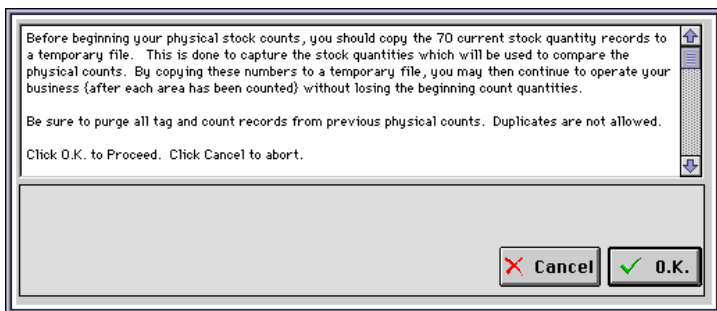 Before beginning your physical stock counts, you should copy the 70 current stock quantity records to
a temporary file.   This is done to capture the stock quantities which will be used to compare the
physical counts.  By copying these numbers to a temporary file, you may then continue to operate your
business {after each area has been counted} without losing the beginning count quantities.
Be sure to purge all tag and count records from previous physical counts.  Duplicates are not allowed.
Click O.K. to Proceed.  Click Cancel to abort.
Cancel
O.K.